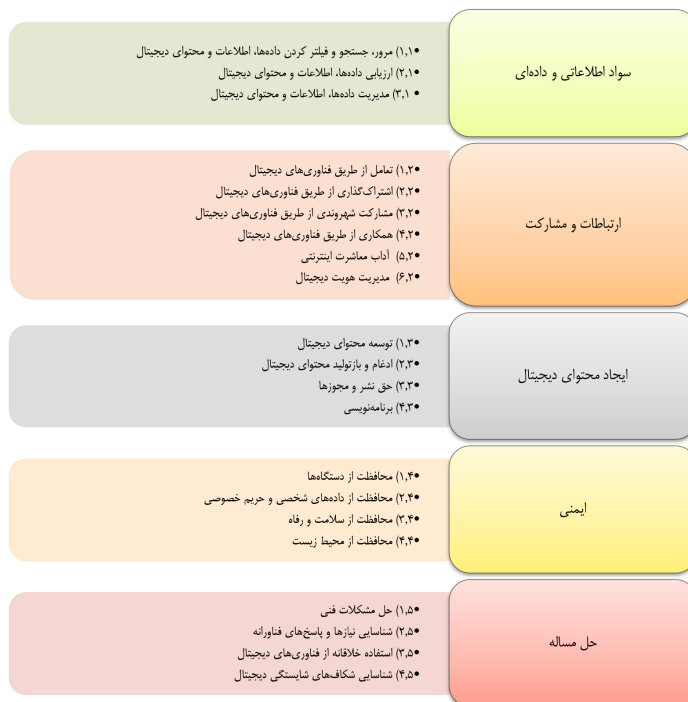 سواد اطلاعاتی و داده‌ای
●۱,۱) مرور، جستجو و فیلتر کردن داده‌ها، اطلاعات و محتوای دیجیتال
●۲,۱) ارزیابی داده‌ها، اطلاعات و محتوای دیجیتال
●۳,۱) مدیریت داده‌ها، اطلاعات و محتوای دیجیتال
ارتباطات و مشارکت
●۱,۲) تعامل از طریق فناوری‌های دیجیتال
●۲,۲) اشتراک‌گذاری از طریق فناوری‌های دیجیتال
●۳,۲) مشارکت شهروندی از طریق فناوری‌های دیجیتال
●۴,۲) همکاری از طریق فناوری‌های دیجیتال
●۵,۲) آداب معاشرت اینترنتی
●۶,۲) مدیریت هویت دیجیتال
ایجاد محتوای دیجیتال
●۱,۳) توسعه محتوای دیجیتال
●۲,۳) ادغام و بازتولید محتوای دیجیتال
●۳,۳) حق نشر و مجوزها
●۴,۳) برنامه‌نویسی
ایمنی
●۱,۴) محافظت از دستگاه‌ها
●۲,۴) محافظت از داده‌های شخصی و حریم خصوصی
●۳,۴) محافظت از سلامت و رفاه
●۴,۴) محافظت از محیط زیست
حل مساله
●۱,۵) حل مشکلات فنی
●۲,۵) شناسایی نیازها و پاسخ‌های فناورانه
●۳,۵) استفاده خلاقانه از فناوری‌های دیجیتال
●۴,۵) شناسایی شکاف‌های شایستگی دیجیتال